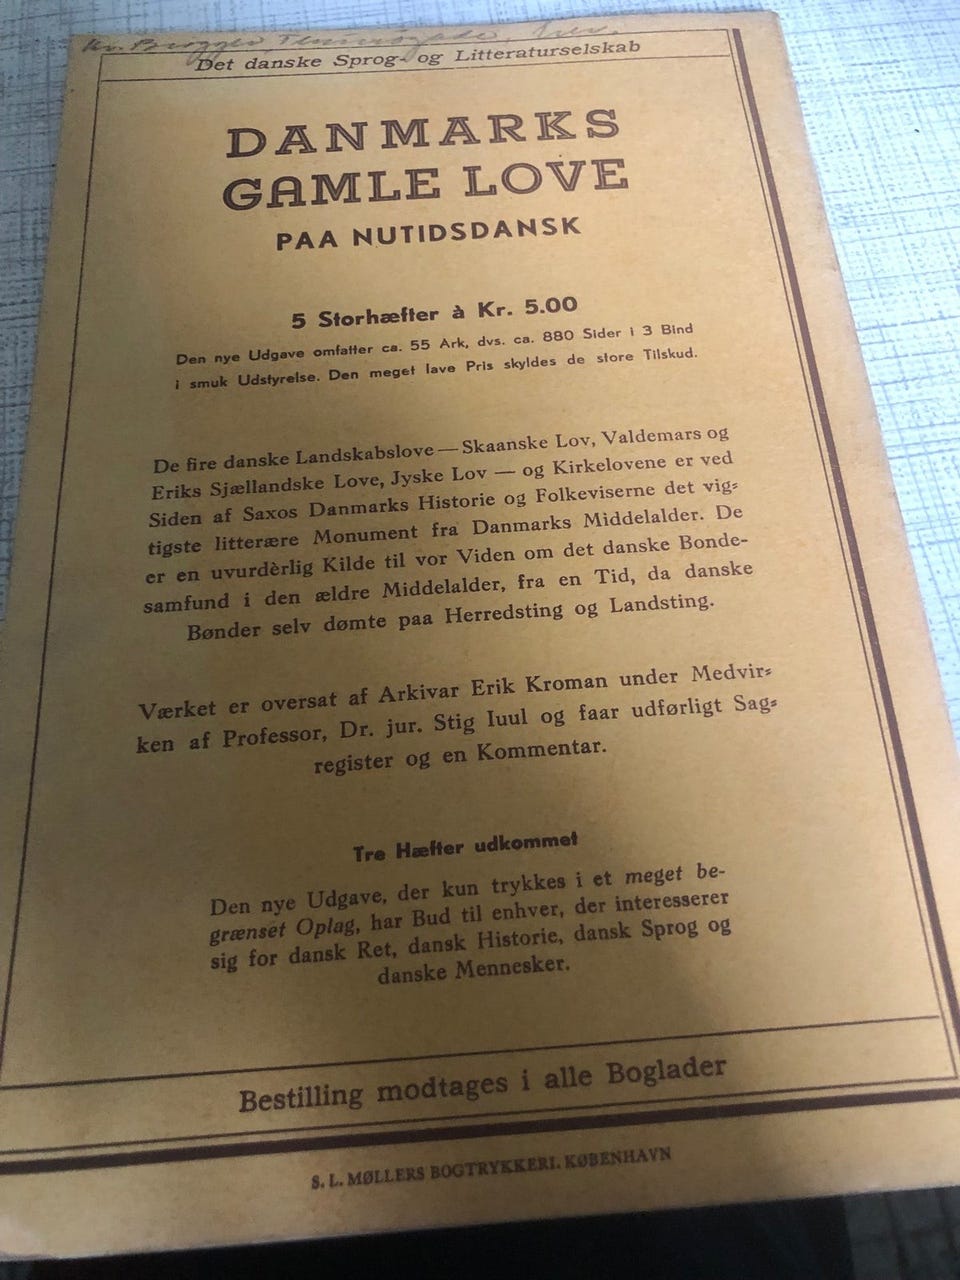 Det danske Sprog- og Litteraturselskab
DANMARKS
GAMLE LOVE
PAA NUTIDSDANSK
5 Storhæfter à Kr. 5.00
Den nye Udgave omfatter ca. 55 Ark, dvs. ca. 880 Sider i 3 Bind
i smuk Udstyrelse. Den meget lave Pris skyldes de store Tilskud.
De fire danske Landskabslove — Skaanske Lov, Valdemars og
Eriks Sjællandske Love, Jyske Lov — og Kirkelovene er ved
Siden af Saxos Danmarks Historie og Folkeviserne det vig-
tigste litterære Monument fra Danmarks Middelalder. De
er en uvurdèrlig Kilde til vor Viden om det danske Bonde-
samfund i den ældre Middelalder, fra en Tid, da danske
Bønder selv dømte paa Herredsting og Landsting.
Værket er oversat af Arkivar Erik Kroman under Medvir-
ken af Professor, Dr. jur. Stig Iuul og faar udførligt Sag-
register og en Kommentar.
Tre Hæfter udkommet
Den nye Udgave, der kun trykkes i et meget be-
grænset Oplag, har Bud til enhver, der interesserer
sig for dansk Ret, dansk Historie, dansk Sprog og
danske Mennesker.
Bestilling modtages i alle Boglader
S. L. MØLLERS BOGTRYKKERI. KØBENHAVN